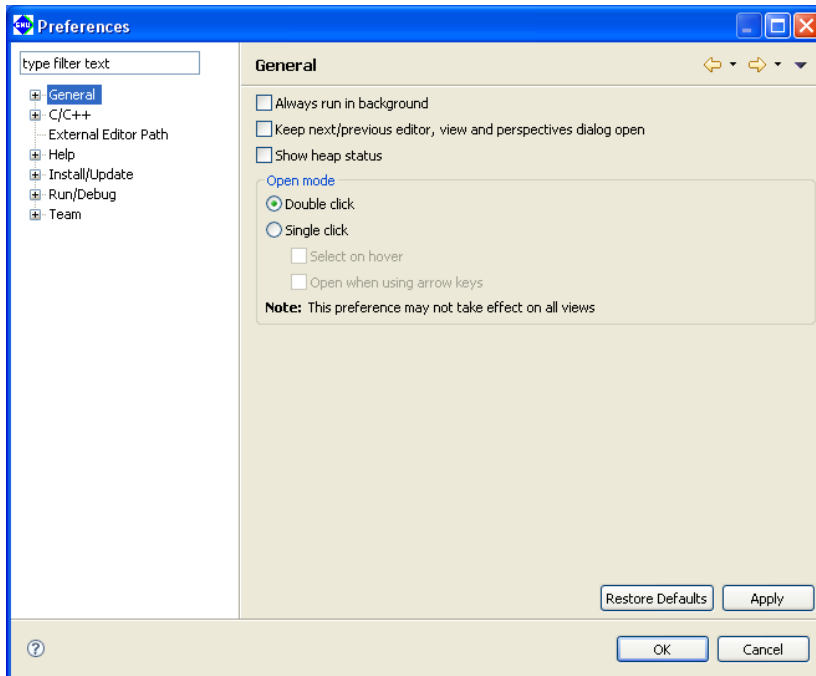 Preferences
type filter text
General
C/C++
External Editor Path
Help
Install/Update
Run/Debug
Team
General
Always run in background
Keep next/previous editor, view and perspectives dialog open
Show heap status
Open mode
Double click
Single click
Select on hover
Open when using arrow keys
Note: This preference may not take effect on all views
Restore Defaults Apply
? OK Cancel